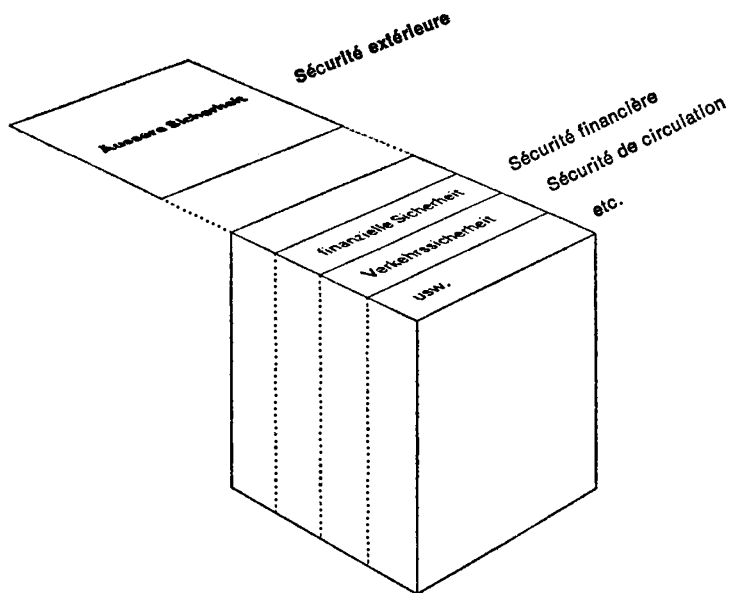 Sécurité extérieure
Äussere Sicherheit
Sécurité financière
Sécurité de circulation
etc.
finanzielle Sicherheit
Verkehrssicherheit
usw.